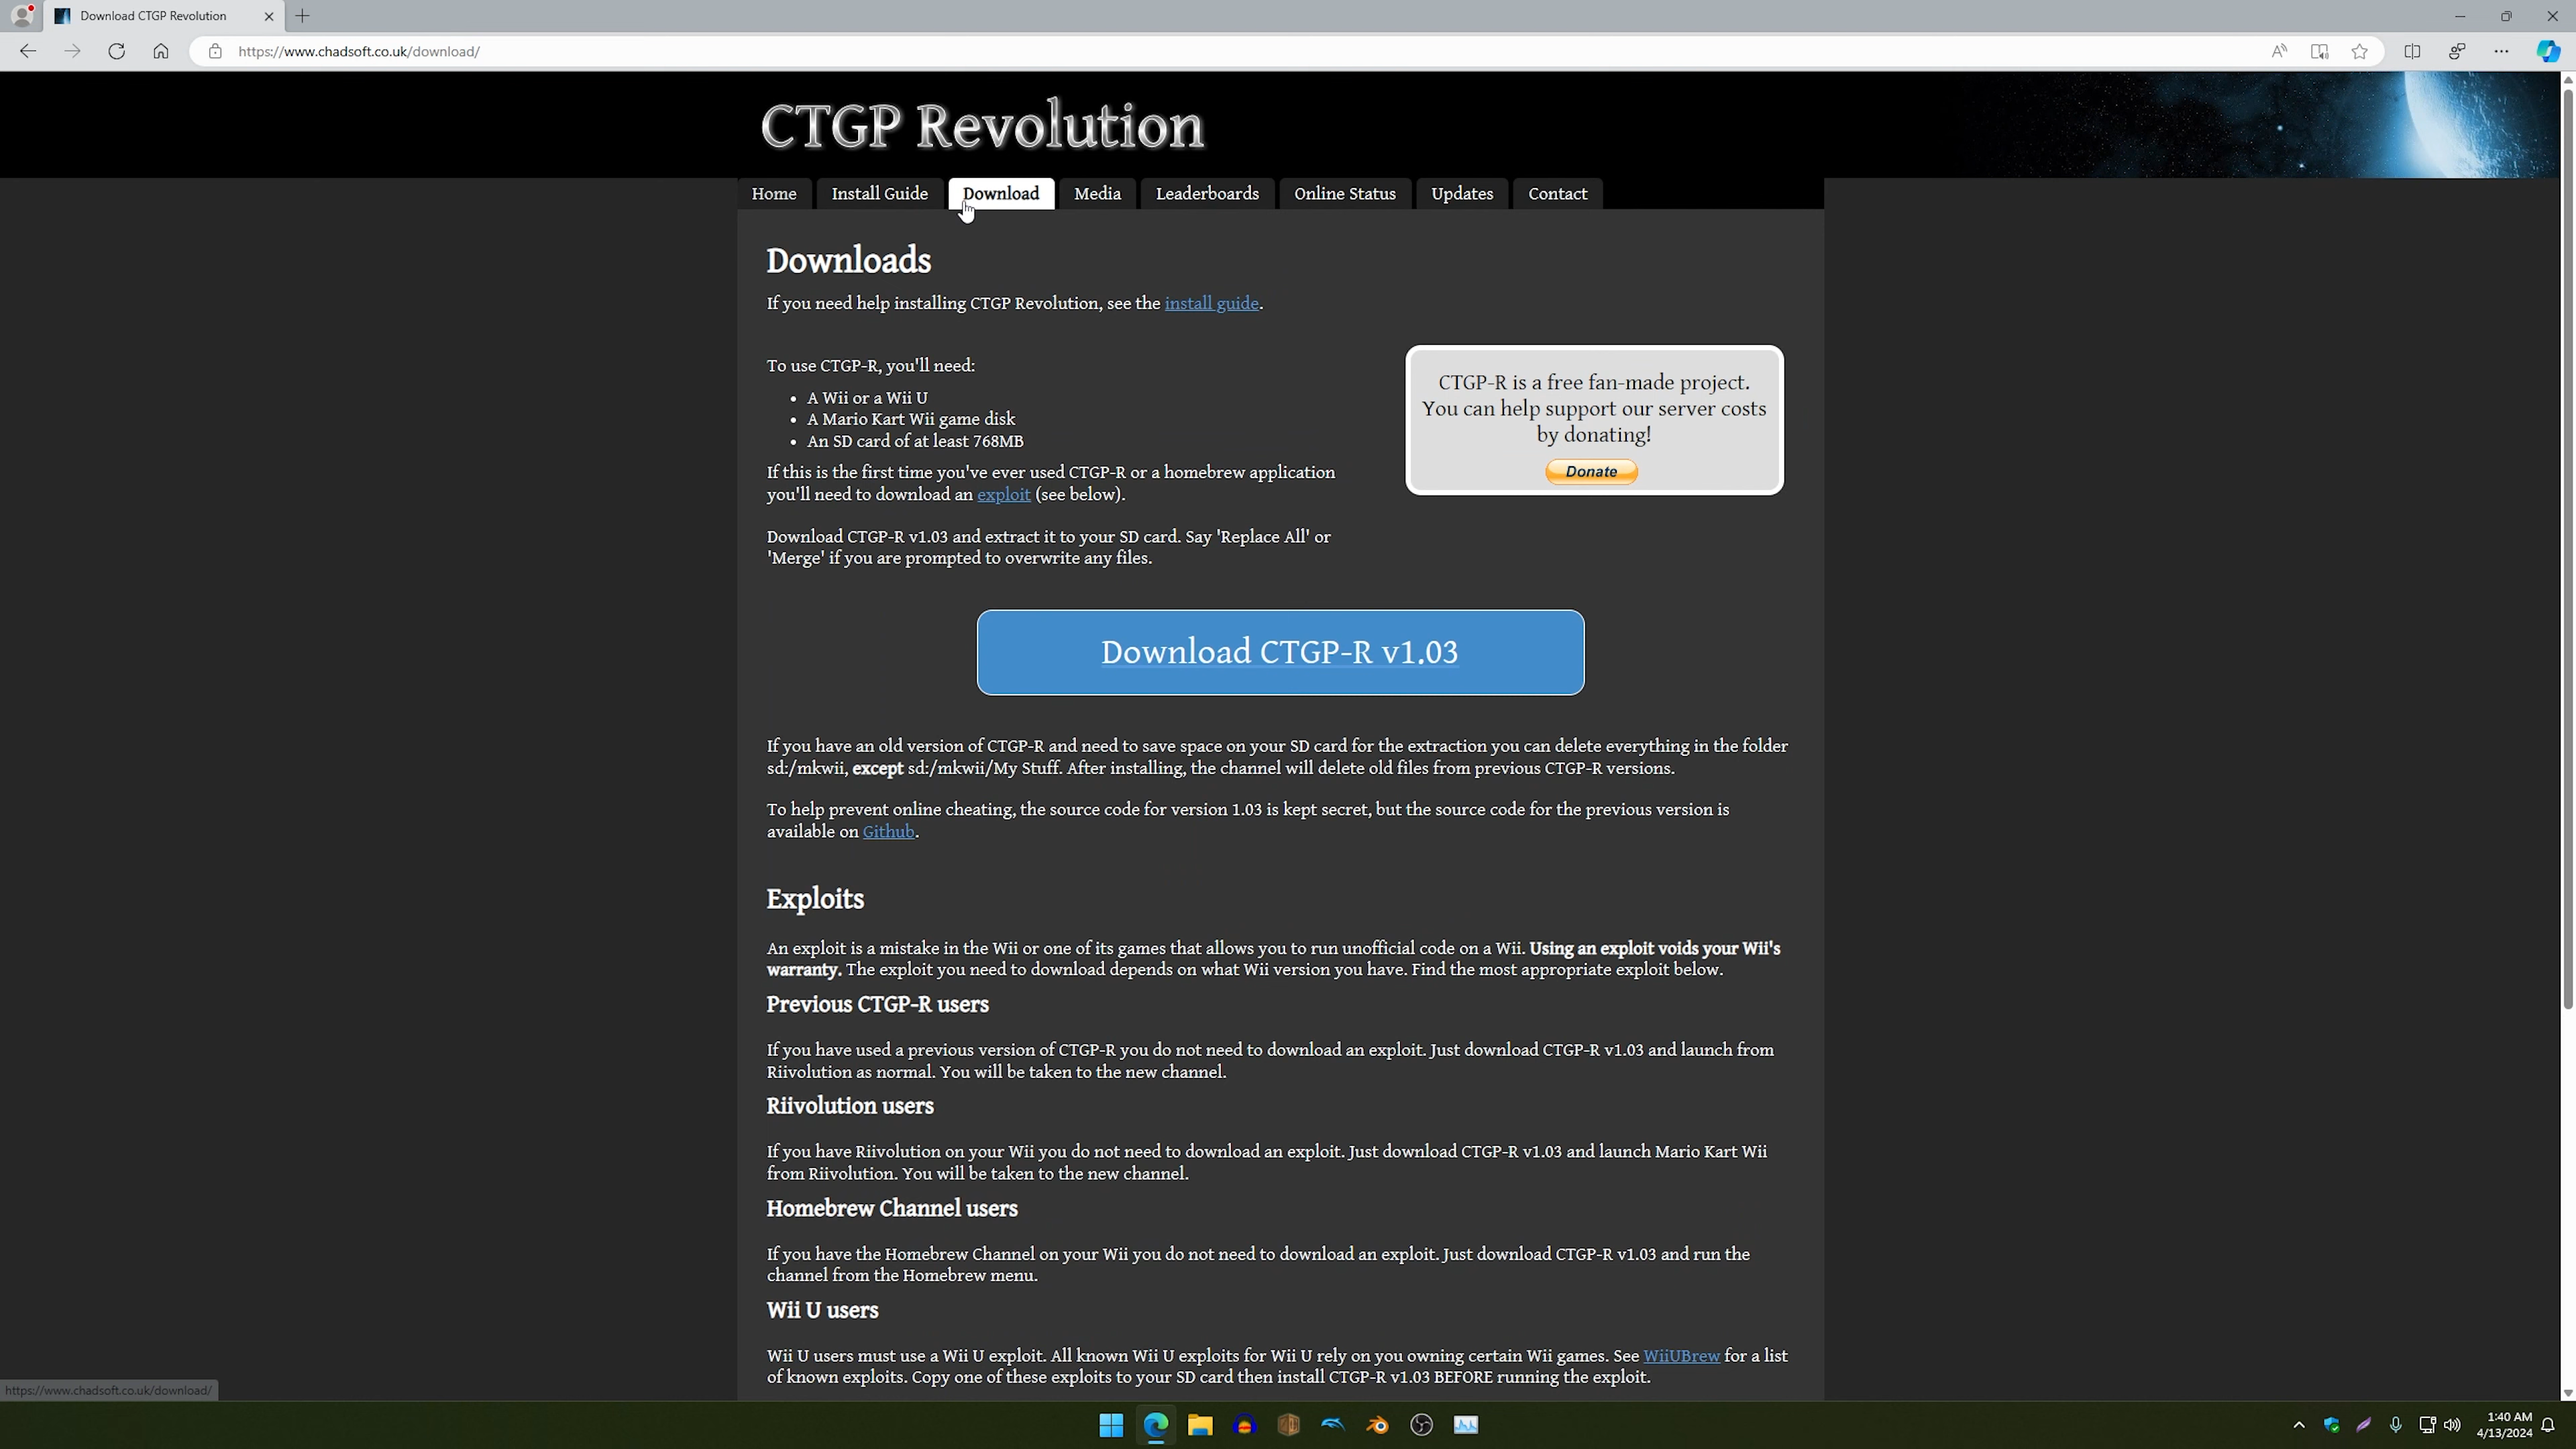 Download CTGP Revolution
https://www.chadsoft.co.uk/download/
CTGP Revolution
Home Install Guide Download Media Leaderboards Online Status Updates Contact
Downloads
If you need help installing CTGP Revolution, see the install guide.
To use CTGP-R, you'll need:
• A Wii or a Wii U
• A Mario Kart Wii game disk
• An SD card of at least 768MB
If this is the first time you've ever used CTGP-R or a homebrew application
you'll need to download an exploit (see below).
Download CTGP-R v1.03 and extract it to your SD card. Say 'Replace All' or
'Merge' if you are prompted to overwrite any files.
CTGP-R is a free fan-made project.
You can help support our server costs
by donating!
Donate
Download CTGP-R v1.03
If you have an old version of CTGP-R and need to save space on your SD card for the extraction you can delete everything in the folder
sd:/mkwii, except sd:/mkwii/My Stuff. After installing, the channel will delete old files from previous CTGP-R versions.
To help prevent online cheating, the source code for version 1.03 is kept secret, but the source code for the previous version is
available on Github.
Exploits
An exploit is a mistake in the Wii or one of its games that allows you to run unofficial code on a Wii. Using an exploit voids your Wii's
warranty. The exploit you need to download depends on what Wii version you have. Find the most appropriate exploit below.
Previous CTGP-R users
If you have used a previous version of CTGP-R you do not need to download an exploit. Just download CTGP-R v1.03 and launch from
Riivolution as normal. You will be taken to the new channel.
Riivolution users
If you have Riivolution on your Wii you do not need to download an exploit. Just download CTGP-R v1.03 and launch Mario Kart Wii
from Riivolution. You will be taken to the new channel.
Homebrew Channel users
If you have the Homebrew Channel on your Wii you do not need to download an exploit. Just download CTGP-R v1.03 and run the
channel from the Homebrew menu.
Wii U users
Wii U users must use a Wii U exploit. All known Wii U exploits for Wii U rely on you owning certain Wii games. See WiiUBrew for a list
of known exploits. Copy one of these exploits to your SD card then install CTGP-R v1.03 BEFORE running the exploit.
https://www.chadsoft.co.uk/download/
1:40 AM
4/13/2024